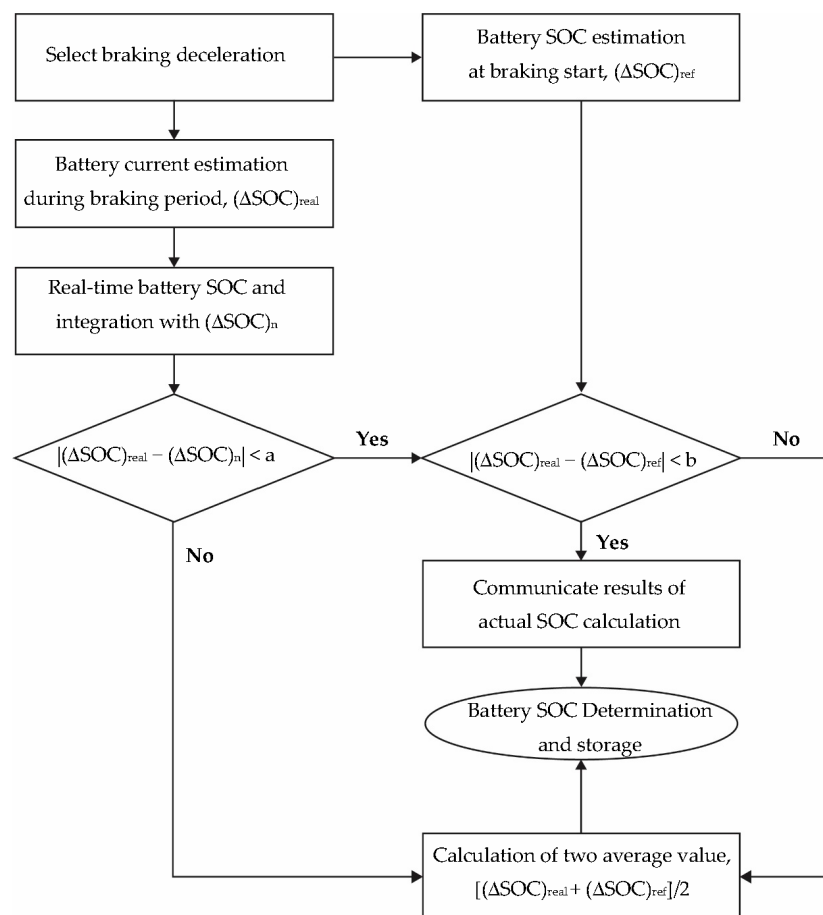 Select braking deceleration
Battery SOC estimation
at braking start, (ΔSOC)ref
Battery current estimation
during braking period, (ΔSOC)real
Real-time battery SOC and
integration with (ΔSOC)n
|(ΔSOC)real − (ΔSOC)n| < a
Yes
|(ΔSOC)real − (ΔSOC)ref| < b
No
No
Yes
Communicate results of
actual SOC calculation
Battery SOC Determination
and storage
Calculation of two average value,
[(ΔSOC)real + (ΔSOC)ref]/2